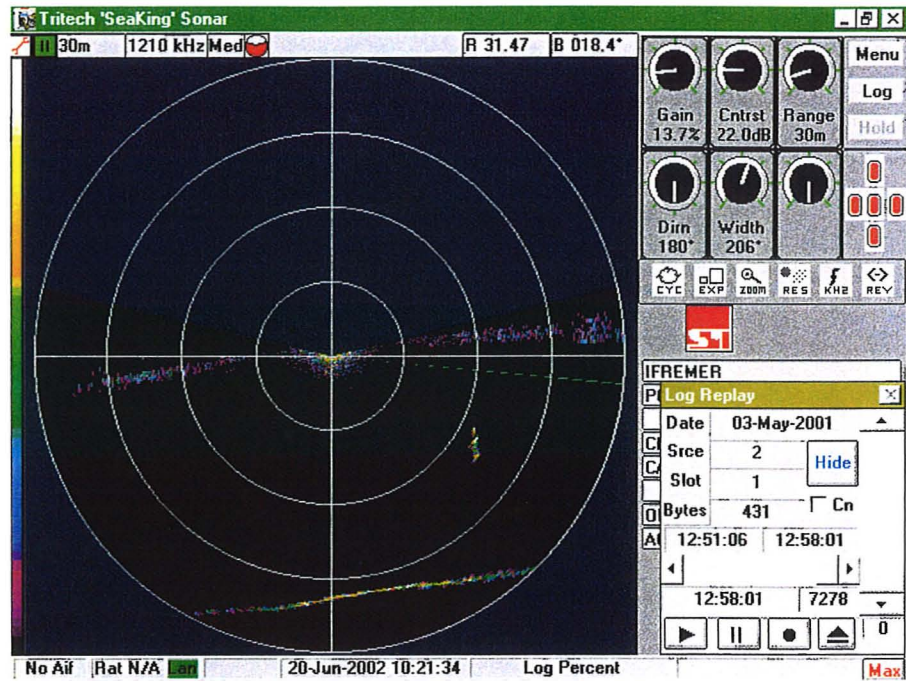 Tritech 'SeaKing' Sonar
30m 1210 kHz Med R 31.47 B 018.4°
Menu
Log
Hold
Gain Cntrst Range
13.7% 22.0dB 30m
Dirn Width
180° 206°
CYC EXP ZOOM RES KHZ REV
IFREMER
Log Replay
Date 03-May-2001
Srce 2
Hide
Slot 1
Bytes 431 Cn
12:51:06 12:58:01
12:58:01 7278
0
No Aif Rat N/A Lan 20-Jun-2002 10:21:34 Log Percent Max